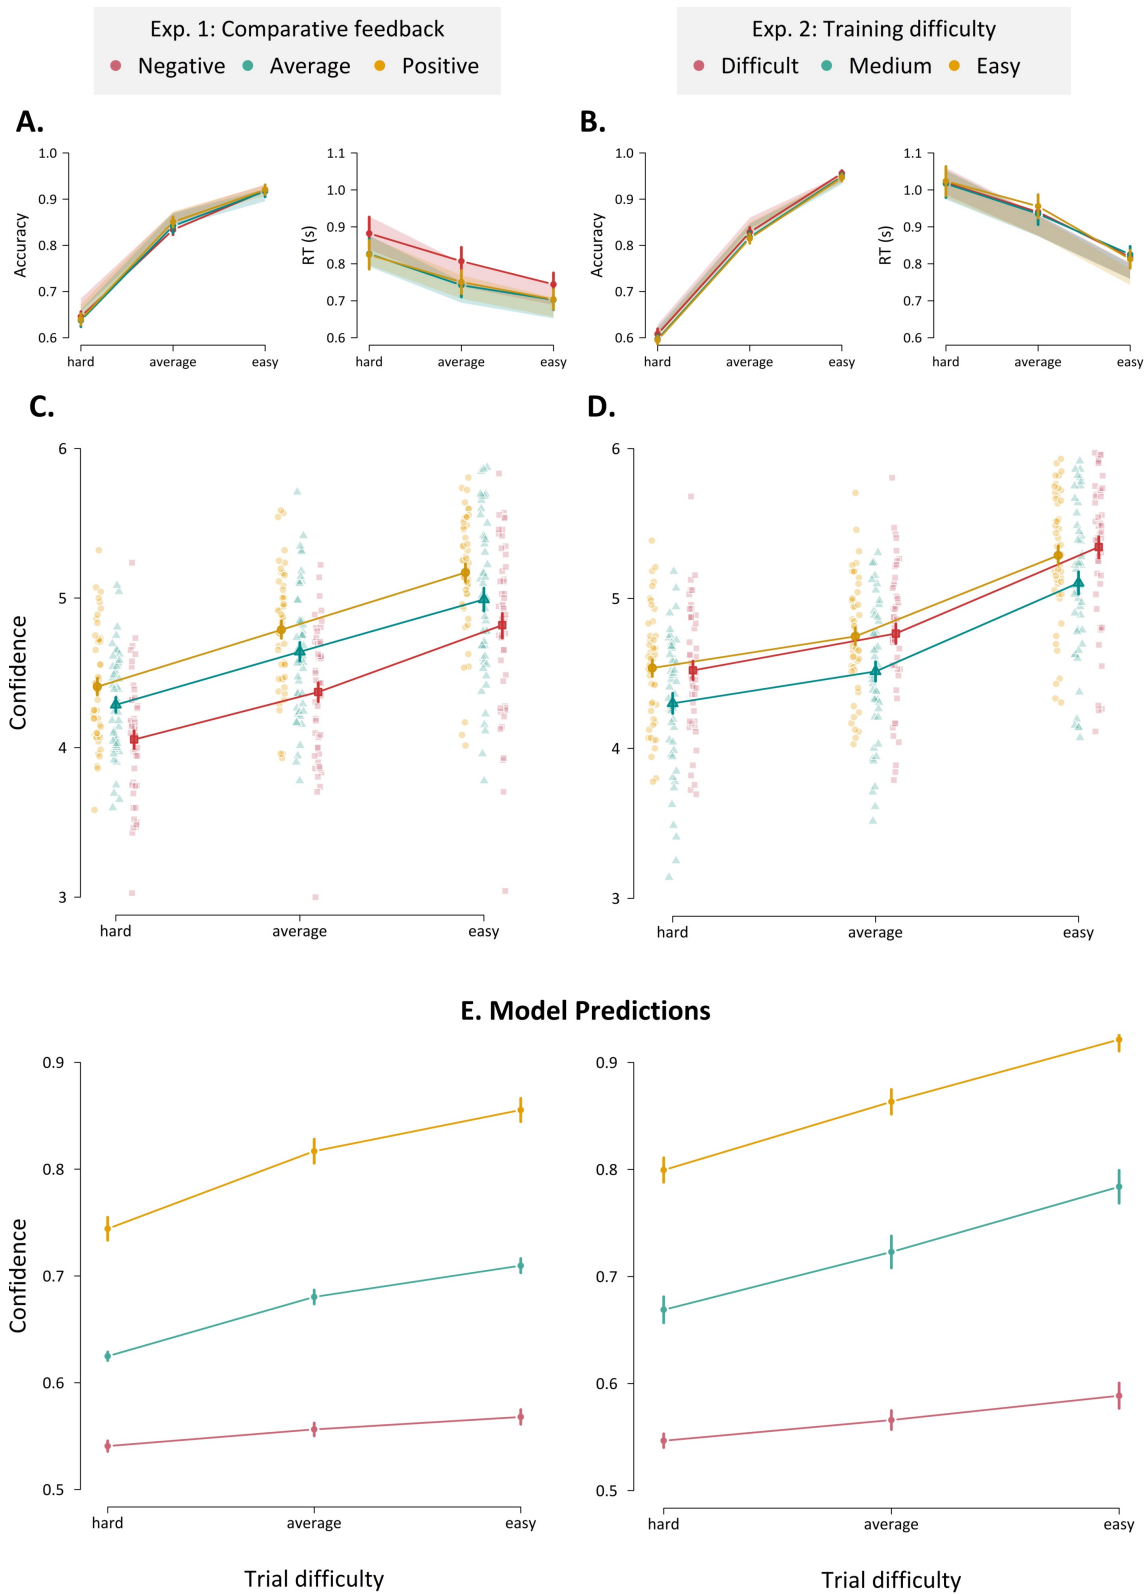 Exp. 1: Comparative feedback
Negative Average Positive
Exp. 2: Training difficulty
Difficult Medium Easy
A.
1.0
0.9
0.8
0.7
0.6
Accuracy
hard average easy
1.1
1.0
0.9
0.8
0.7
0.6
RT (s)
hard average easy
B.
1.0
0.9
0.8
0.7
0.6
Accuracy
hard average easy
1.1
1.0
0.9
0.8
0.7
0.6
RT (s)
hard average easy
C.
6
5
4
3
Confidence
hard average easy
D.
6
5
4
3
hard average easy
E. Model Predictions
0.9
0.8
0.7
0.6
0.5
Confidence
hard average easy
Trial difficulty
0.9
0.8
0.7
0.6
0.5
hard average easy
Trial difficulty